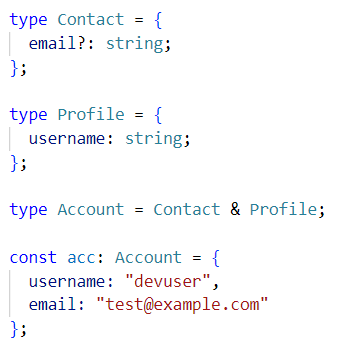 type Contact = {
  email?: string;
};

type Profile = {
  username: string;
};

type Account = Contact & Profile;

const acc: Account = {
  username: "devuser",
  email: "test@example.com"
};